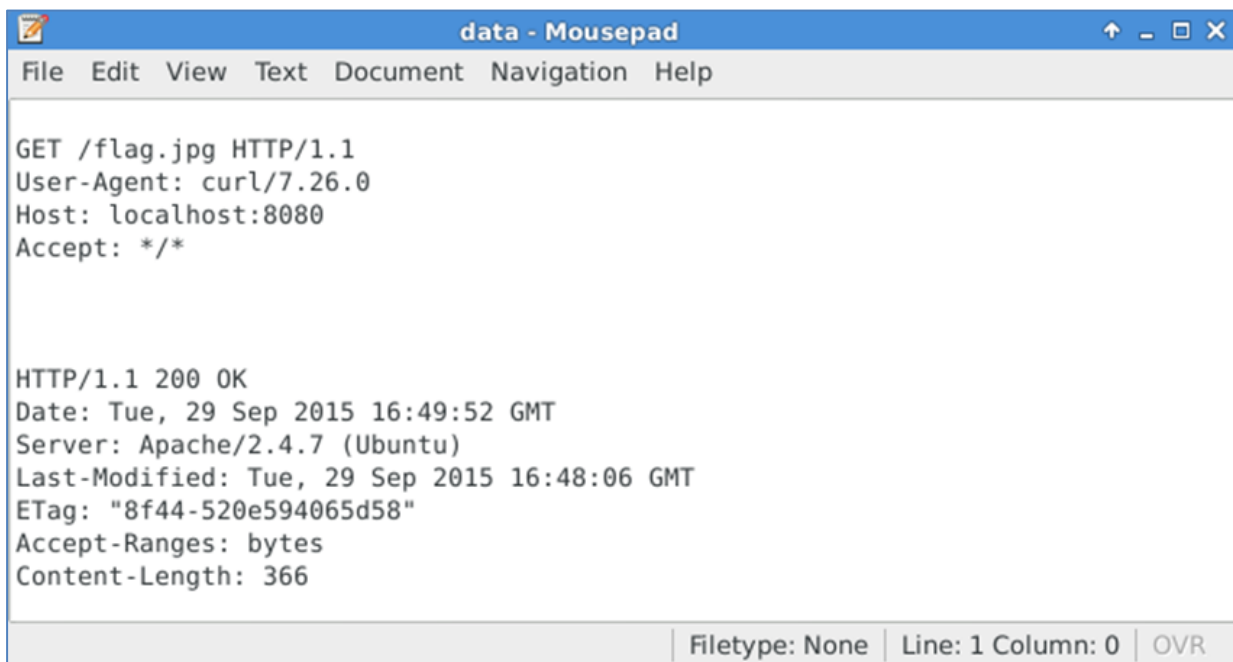 data - Mousepad
File Edit View Text Document Navigation Help
GET /flag.jpg HTTP/1.1
User-Agent: curl/7.26.0
Host: localhost:8080
Accept: */*
HTTP/1.1 200 OK
Date: Tue, 29 Sep 2015 16:49:52 GMT
Server: Apache/2.4.7 (Ubuntu)
Last-Modified: Tue, 29 Sep 2015 16:48:06 GMT
ETag: "8f44-520e594065d58"
Accept-Ranges: bytes
Content-Length: 366
Filetype: None Line: 1 Column: 0 OVR